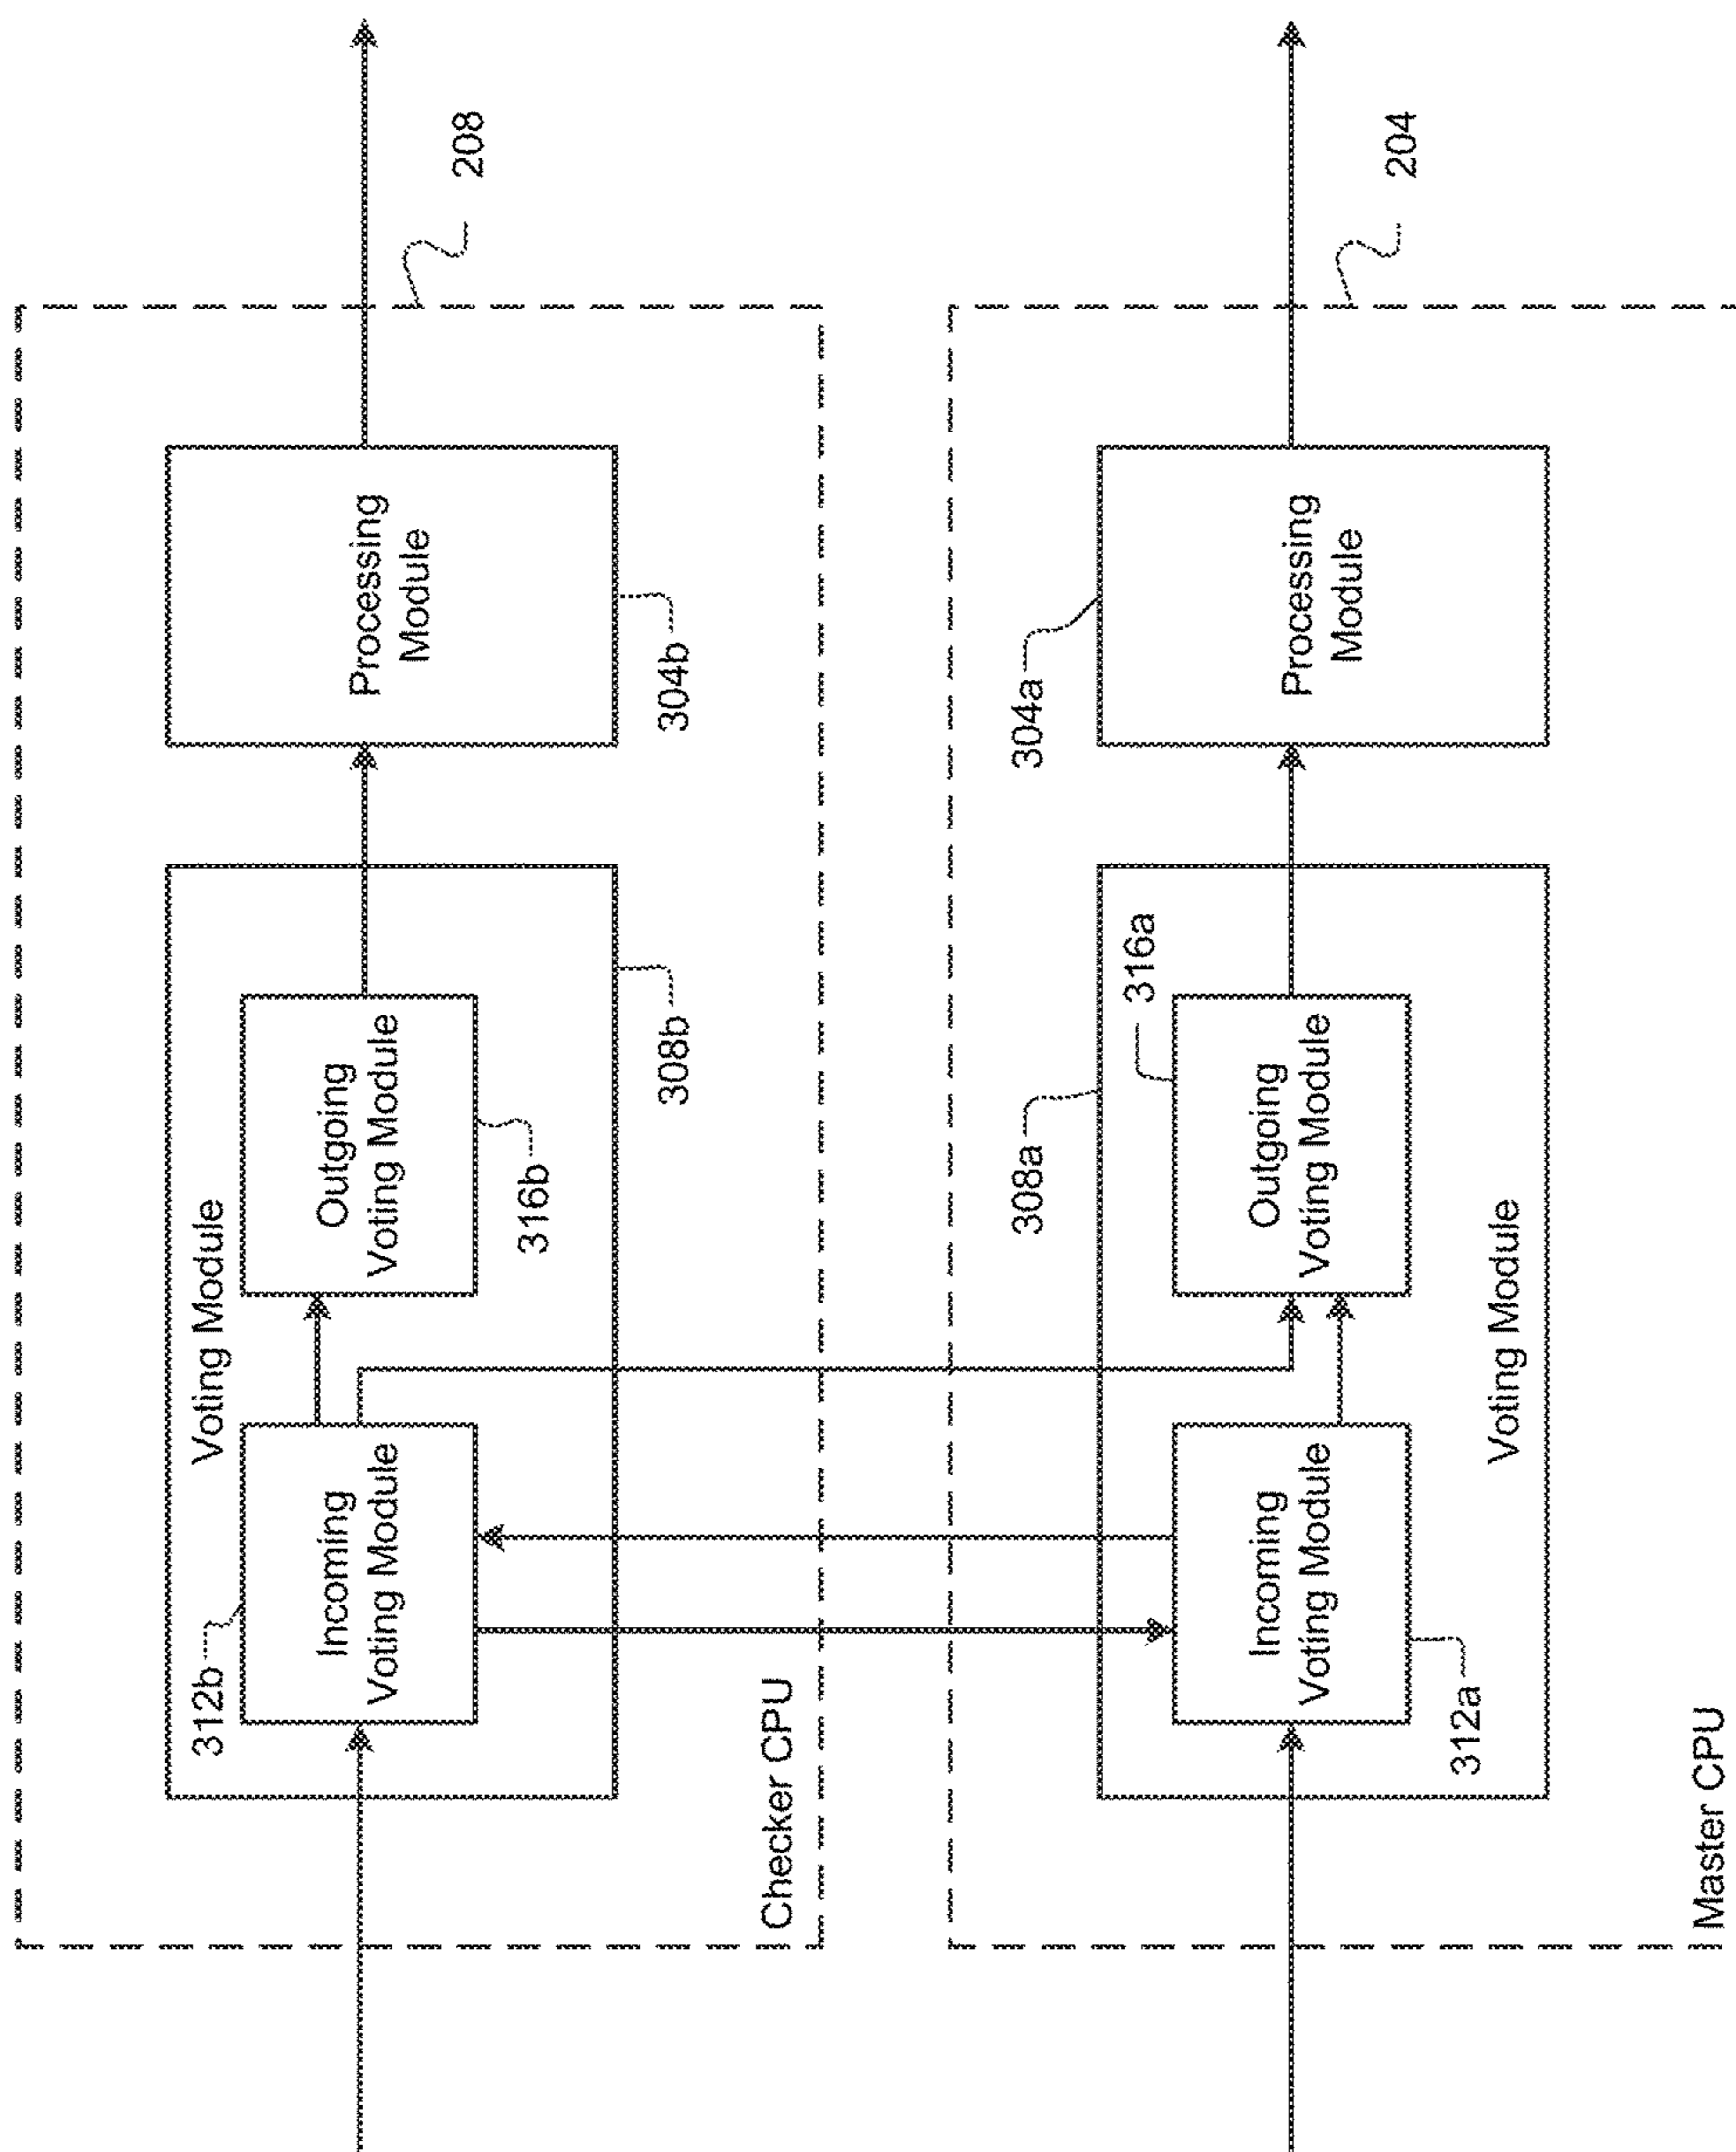 208
Processing
Module
304b
Voting Module
Outgoing
Voting Module
316b
308b
312b
Incoming
Voting Module
Checker CPU
204
304a
Processing
Module
308a
316a
Outgoing
Voting Module
Incoming
Voting Module
312a
Voting Module
Master CPU